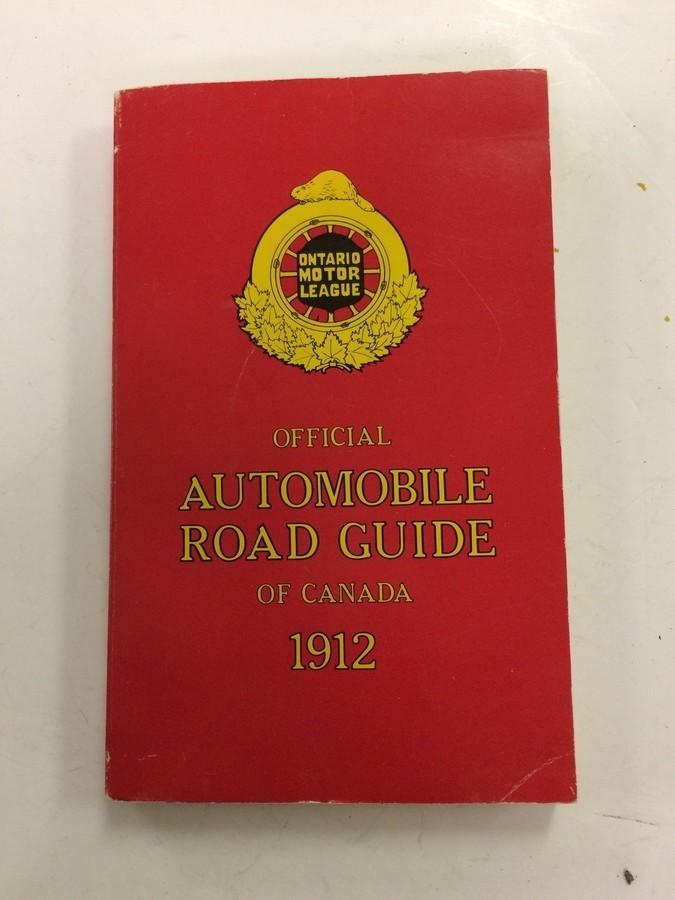 ONTARIO
MOTOR
LEAGUE
OFFICIAL
AUTOMOBILE
ROAD GUIDE
OF CANADA
1912